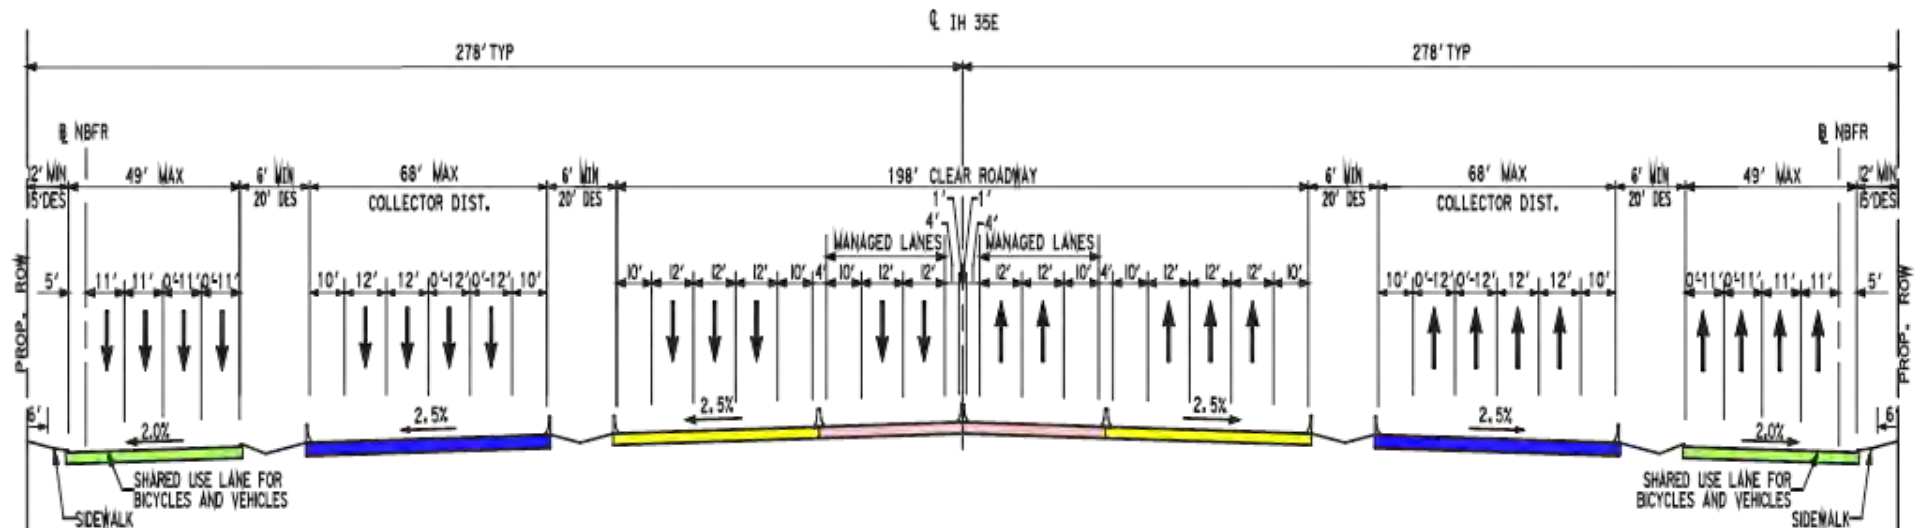 ℄ IH 35E
278' TYP 278' TYP
℄ NBFR ℄ NBFR
2' MIN 49' MAX 6' MIN 68' MAX 6' MIN 198' CLEAR ROADWAY 6' MIN 68' MAX 6' MIN 49' MAX 2' MIN
15'DES 20' DES COLLECTOR DIST. 20' DES 20' DES COLLECTOR DIST. 20' DES 15'DES
1' 1'
4' 4'
MANAGED LANES MANAGED LANES
5' 11' 11' 0'-11' 0'-11' 10' 12' 12' 0'-12' 0'-12' 10' 10' 12' 12' 12' 10' 4' 10' 12' 12' 12' 12' 10' 4' 10' 12' 12' 12' 10' 10' 0'-12' 0'-12' 12' 12' 10' 0'-11' 0'-11' 11' 11' 5'
PROP. ROW
PROP. ROW
6' 2.0% 2.5% 2.5% 2.5% 2.5% 2.0% 6
SHARED USE LANE FOR
BICYCLES AND VEHICLES
SIDEWALK
SHARED USE LANE FOR
BICYCLES AND VEHICLES
SIDEWALK